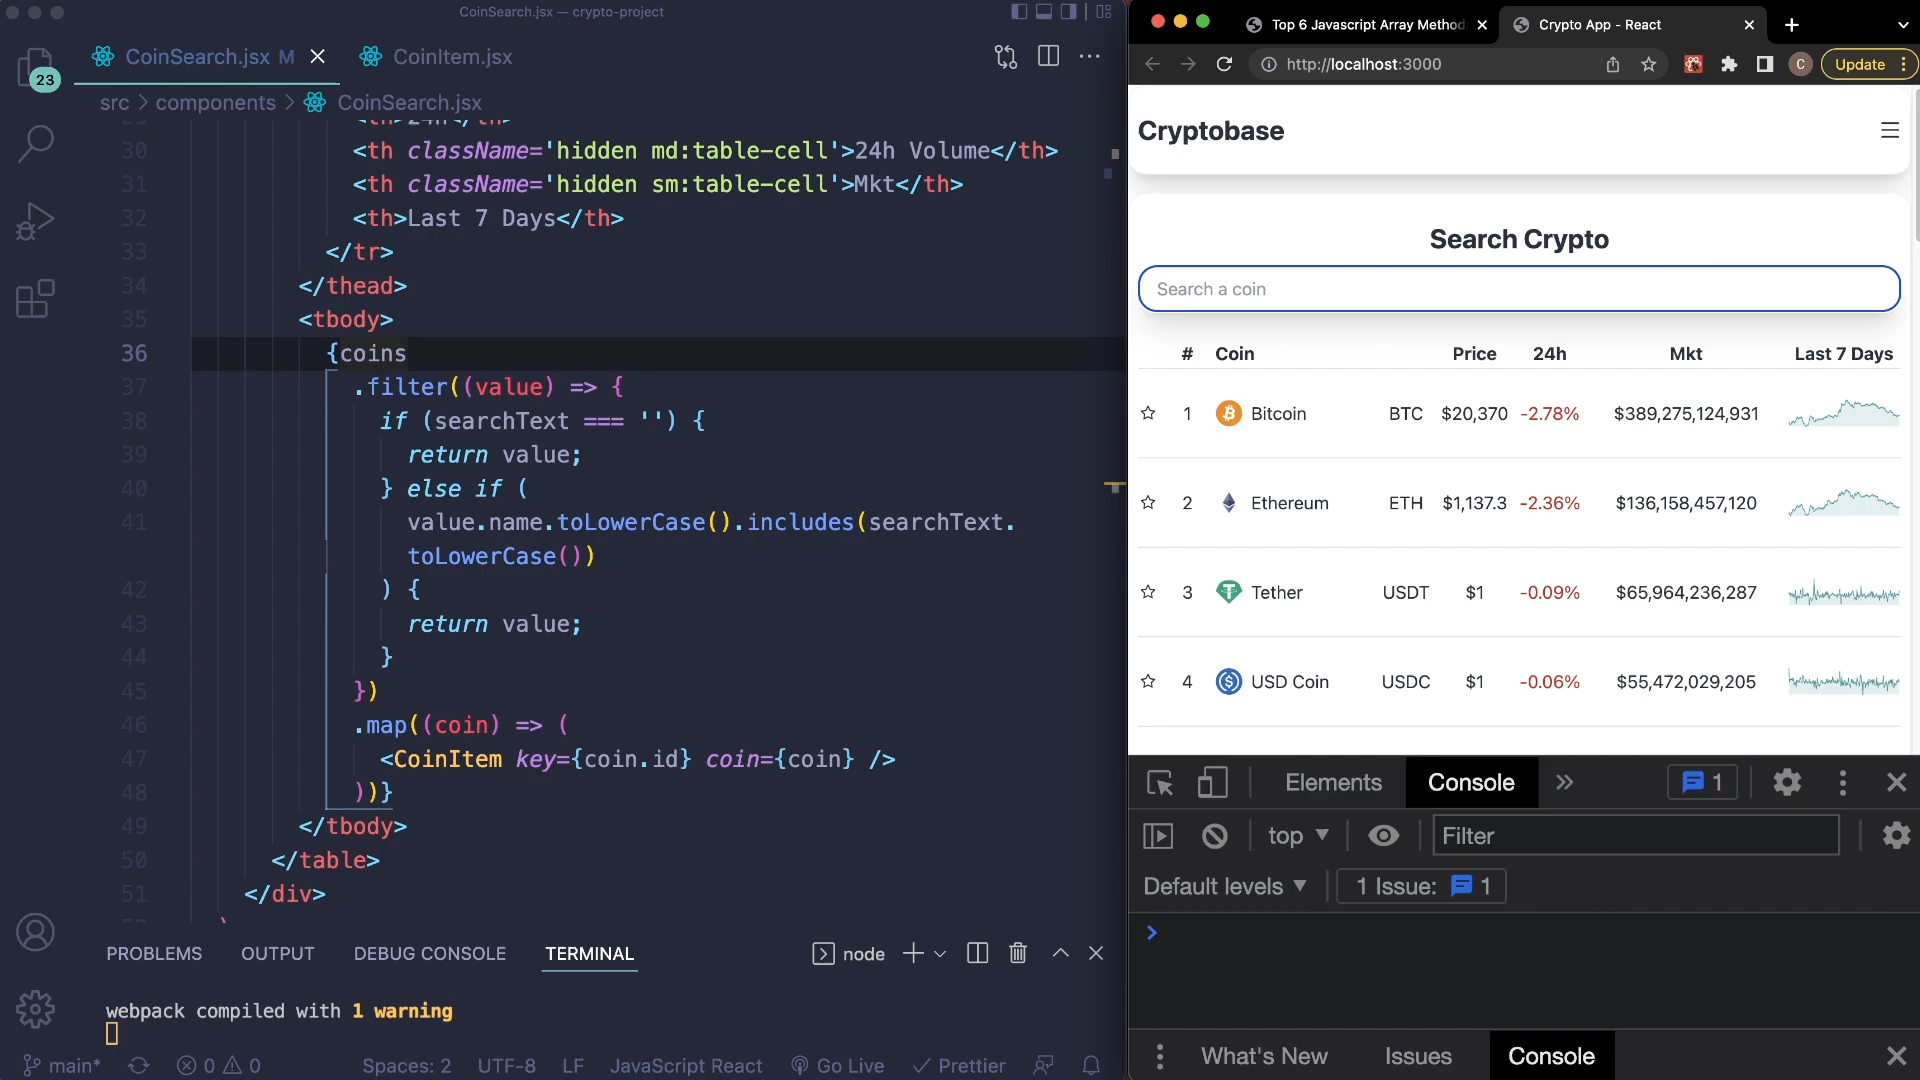 CoinSearch.jsx — crypto-project
CoinSearch.jsx M
CoinItem.jsx
src > components > CoinSearch.jsx
23
30 <th className='hidden md:table-cell'>24h Volume</th>
31 <th className='hidden sm:table-cell'>Mkt</th>
32 <th>Last 7 Days</th>
33 </tr>
34 </thead>
35 <tbody>
36 {coins
37 .filter((value) => {
38 if (searchText === '') {
39 return value;
40 } else if (
41 value.name.toLowerCase().includes(searchText.
toLowerCase())
42 ) {
43 return value;
44 }
45 })
46 .map((coin) => (
47 <CoinItem key={coin.id} coin={coin} />
48 ))}
49 </tbody>
50 </table>
51 </div>
PROBLEMS OUTPUT DEBUG CONSOLE TERMINAL
node
webpack compiled with 1 warning
main* 0 0 Spaces: 2 UTF-8 LF JavaScript React Go Live Prettier
Top 6 Javascript Array Method
Crypto App - React
http://localhost:3000
C
Update
Cryptobase
Search Crypto
Search a coin
# Coin Price 24h Mkt Last 7 Days
1 Bitcoin BTC $20,370 -2.78% $389,275,124,931
2 Ethereum ETH $1,137.3 -2.36% $136,158,457,120
3 Tether USDT $1 -0.09% $65,964,236,287
4 USD Coin USDC $1 -0.06% $55,472,029,205
Elements Console » 1
top Filter
Default levels 1 Issue: 1
What's New Issues Console